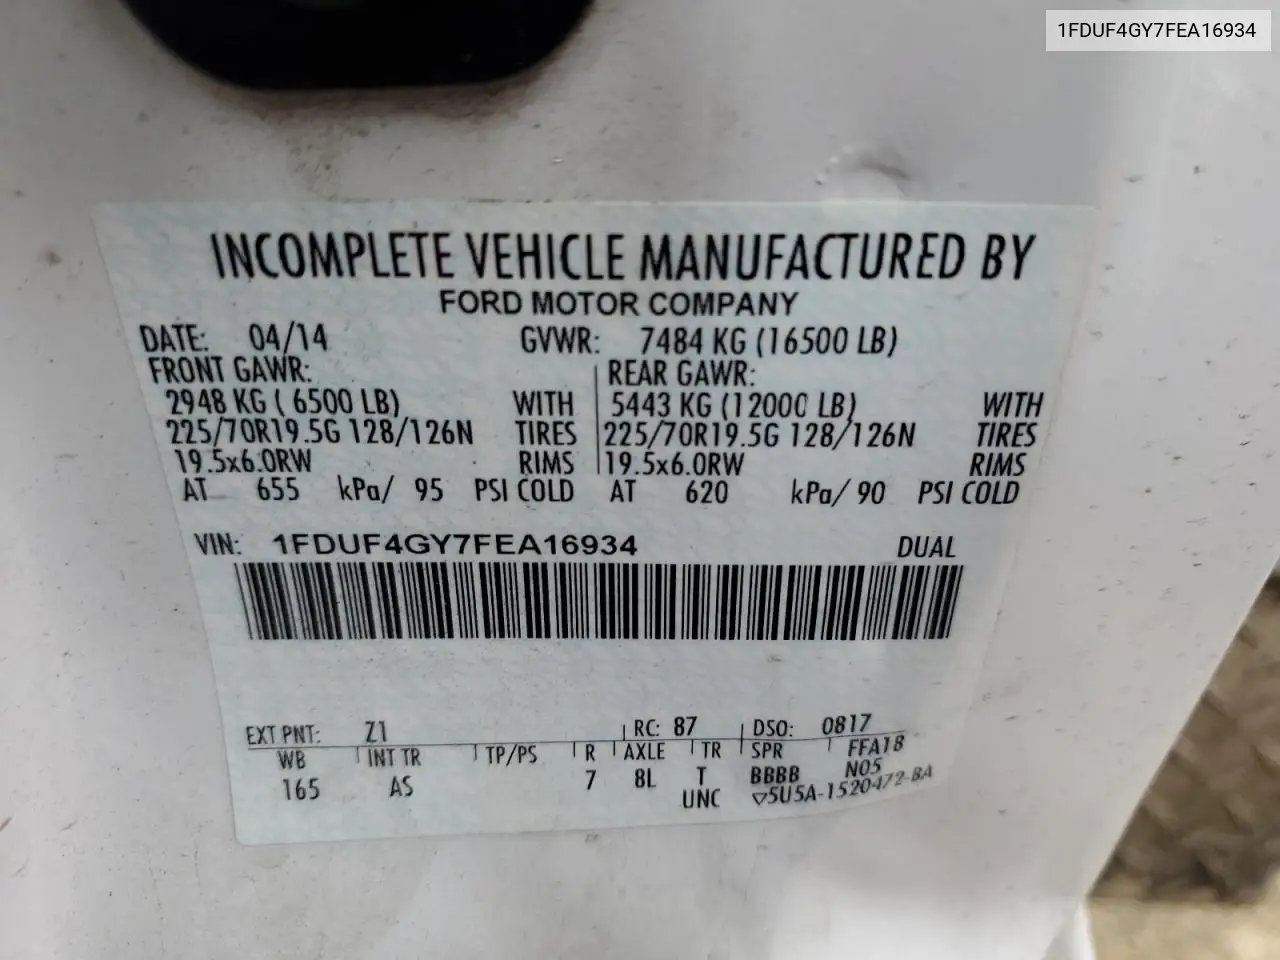 1FDUF4GY7FEA16934
INCOMPLETE VEHICLE MANUFACTURED BY
FORD MOTOR COMPANY
DATE: 04/14 GVWR: 7484 KG (16500 LB)
FRONT GAWR: REAR GAWR:
2948 KG ( 6500 LB) WITH 5443 KG (12000 LB) WITH
225/70R19.5G 128/126N TIRES 225/70R19.5G 128/126N TIRES
19.5x6.0RW RIMS 19.5x6.0RW RIMS
AT 655 kPa/ 95 PSI COLD AT 620 kPa/ 90 PSI COLD
VIN: 1FDUF4GY7FEA16934 DUAL
EXT PNT: Z1 RC: 87 DSO: 0817
WB INT TR TP/PS R AXLE TR SPR FFA18
165 AS 7 8L T BBBB N05
UNC ▽5U5A-1520472-BA